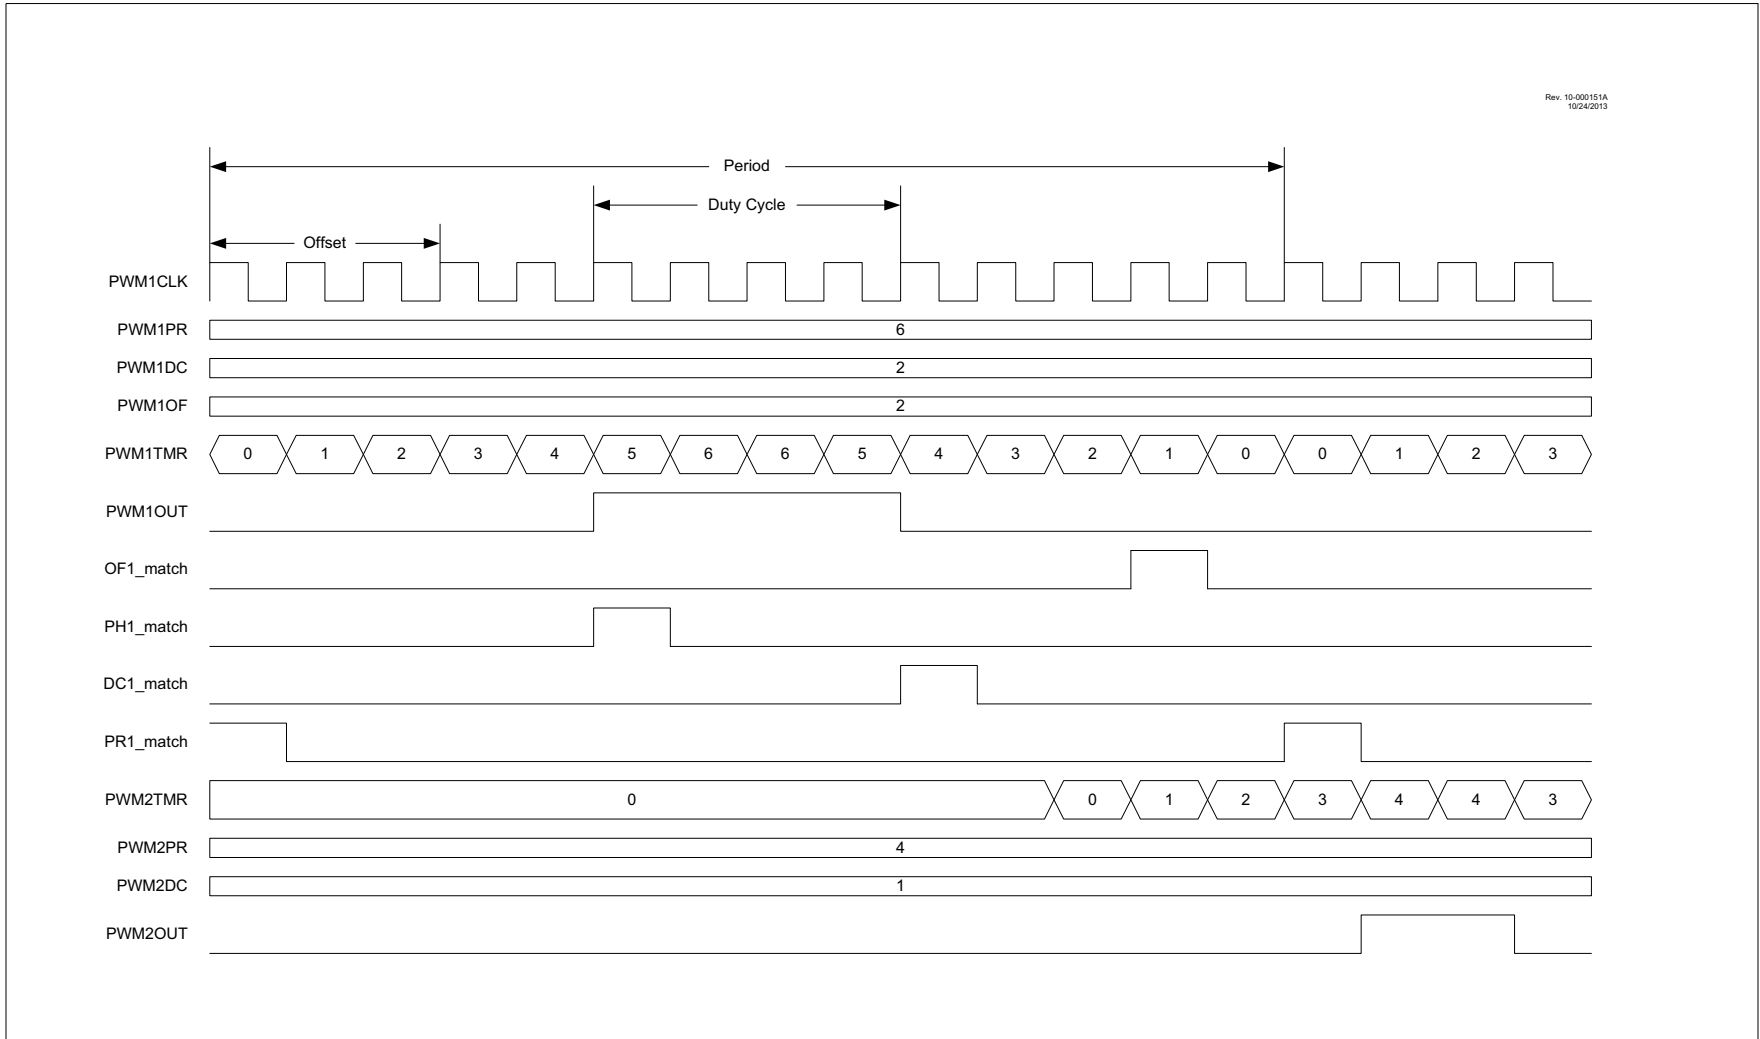 Rev. 10-000151A
10/24/2013
Period
Duty Cycle
Offset
PWM1CLK
PWM1PR 6
PWM1DC 2
PWM1OF 2
PWM1TMR 0 1 2 3 4 5 6 6 5 4 3 2 1 0 0 1 2 3
PWM1OUT
OF1_match
PH1_match
DC1_match
PR1_match
PWM2TMR 0 0 1 2 3 4 4 3
PWM2PR 4
PWM2DC 1
PWM2OUT